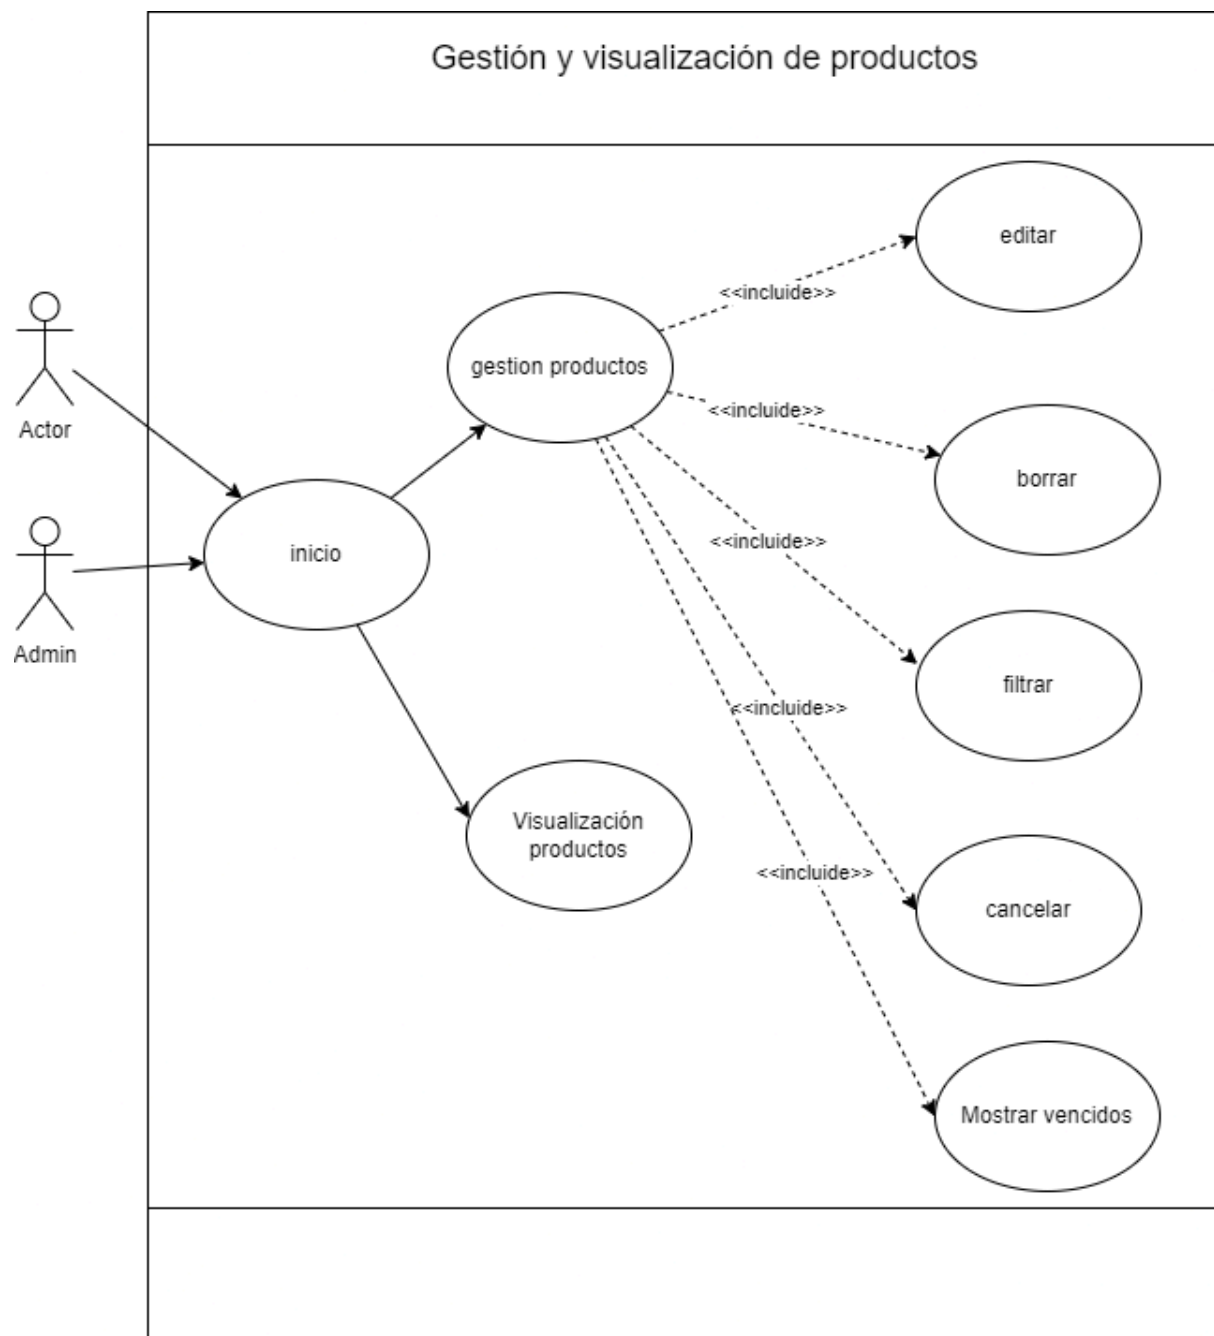 Gestión y visualización de productos
editar
<<incluide>>
gestion productos
<<incluide>>
borrar
Actor
<<incluide>>
inicio
Admin
filtrar
<<incluide>>
Visualización
productos
<<incluide>>
cancelar
Mostrar vencidos